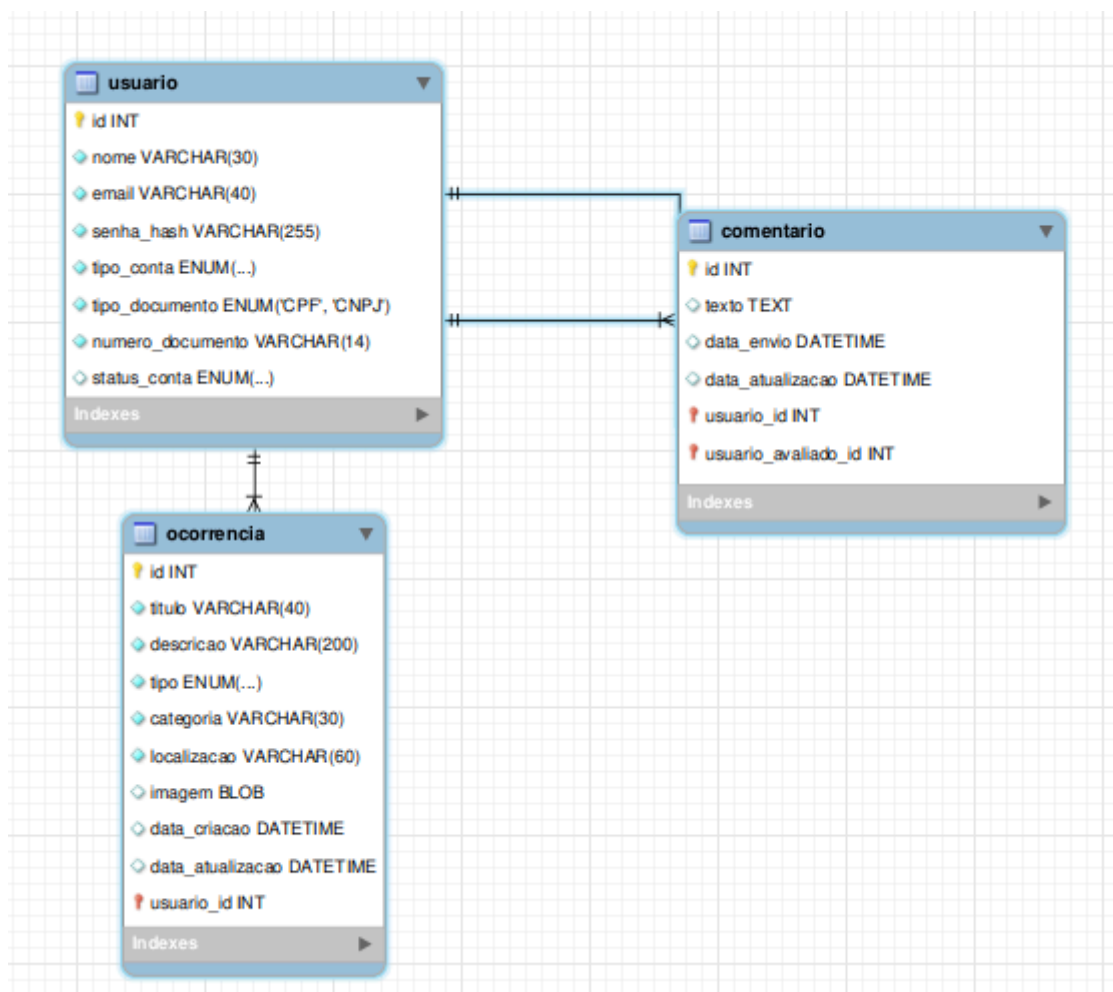 usuario
id INT
nome VARCHAR(30)
email VARCHAR(40)
senha_hash VARCHAR(255)
tipo_conta ENUM(...)
tipo_documento ENUM('CPF', 'CNPJ')
numero_documento VARCHAR(14)
status_conta ENUM(...)
Indexes
comentario
id INT
texto TEXT
data_envio DATETIME
data_atualizacao DATETIME
usuario_id INT
usuario_avaliado_id INT
Indexes
ocorrencia
id INT
titulo VARCHAR(40)
descricao VARCHAR(200)
tipo ENUM(...)
categoria VARCHAR(30)
localizacao VARCHAR(60)
imagem BLOB
data_criacao DATETIME
data_atualizacao DATETIME
usuario_id INT
Indexes